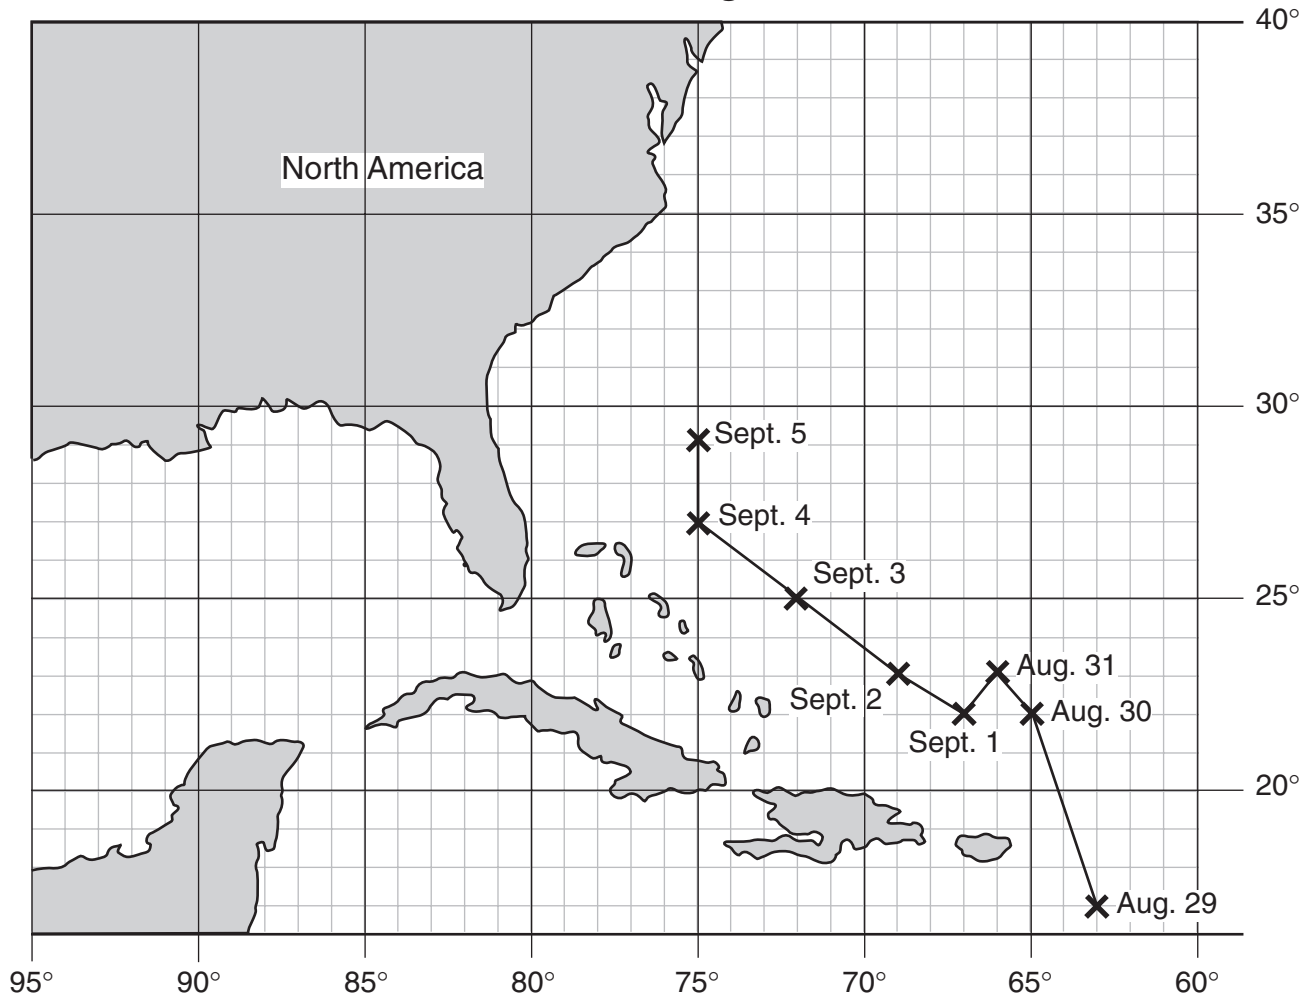 40°
North America
35°
30°
Sept. 5
Sept. 4
Sept. 3
25°
Aug. 31
Sept. 2
Aug. 30
Sept. 1
20°
Aug. 29
95° 90° 85° 80° 75° 70° 65° 60°